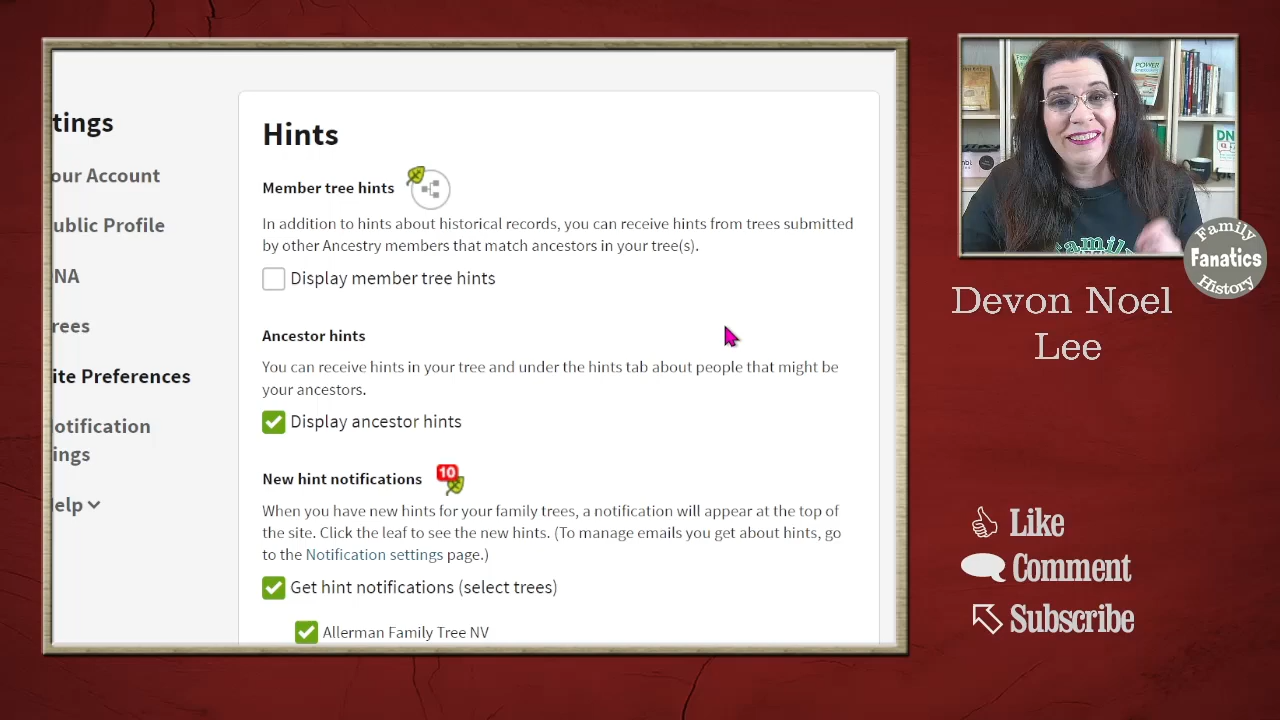 tings
our Account
ublic Profile
NA
rees
ite Preferences
otification
ings
elp
Hints
Member tree hints
In addition to hints about historical records, you can receive hints from trees submitted
by other Ancestry members that match ancestors in your tree(s).
Display member tree hints
Ancestor hints
You can receive hints in your tree and under the hints tab about people that might be
your ancestors.
Display ancestor hints
New hint notifications 10
When you have new hints for your family trees, a notification will appear at the top of
the site. Click the leaf to see the new hints. (To manage emails you get about hints, go
to the Notification settings page.)
Get hint notifications (select trees)
Allerman Family Tree NV
POWER
DN
Family
Fanatics
History
Devon Noel
Lee
Like
Comment
Subscribe